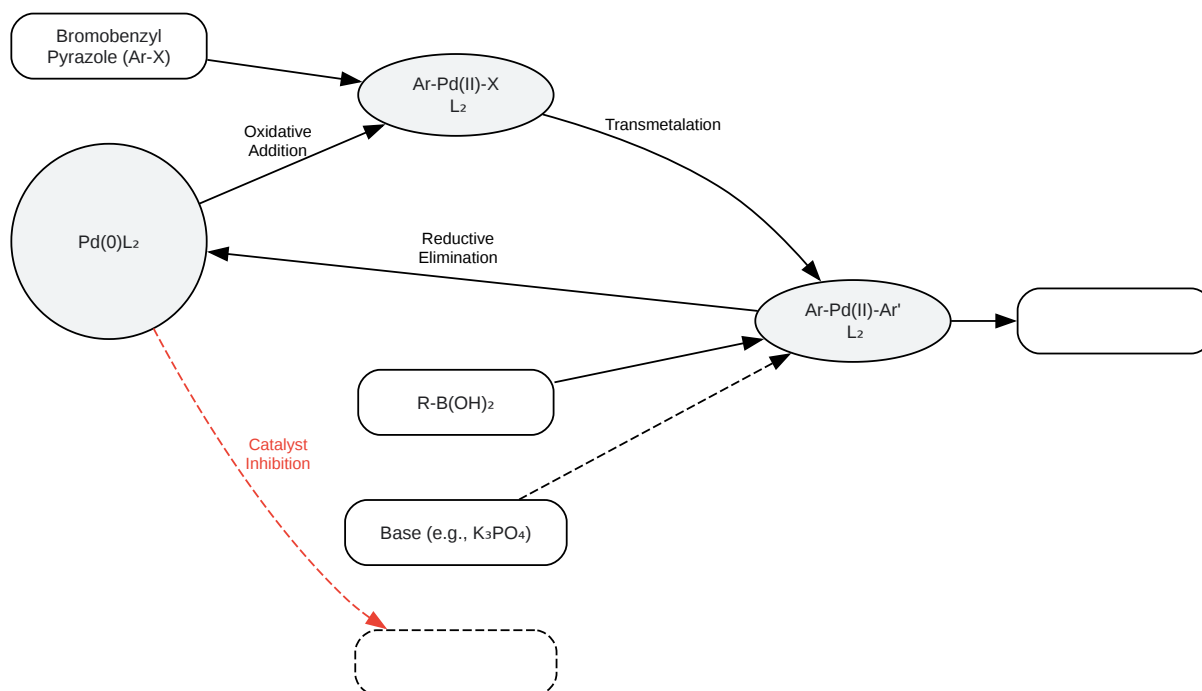 Bromobenzyl
Pyrazole (Ar-X)
Ar-Pd(II)-X
L₂
Transmetalation
Oxidative
Addition
Pd(0)L₂
Reductive
Elimination
Ar-Pd(II)-Ar'
L₂
R-B(OH)₂
Catalyst
Inhibition
Base (e.g., K₃PO₄)